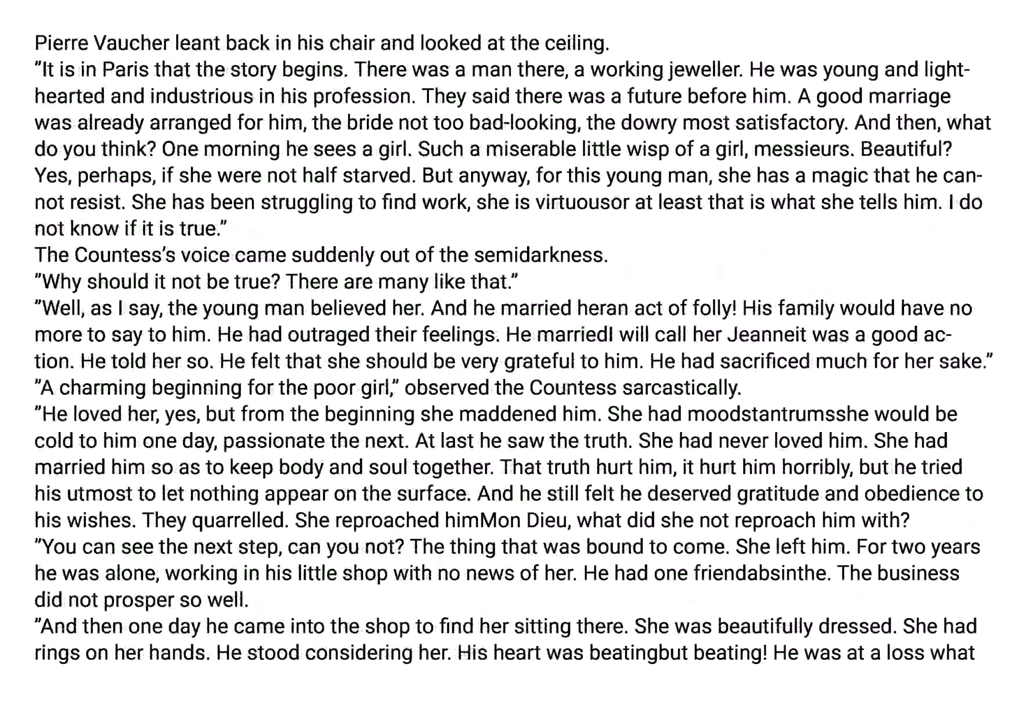 Pierre Vaucher leant back in his chair and looked at the ceiling.
"It is in Paris that the story begins. There was a man there, a working jeweller. He was young and light-
hearted and industrious in his profession. They said there was a future before him. A good marriage
was already arranged for him, the bride not too bad-looking, the dowry most satisfactory. And then, what
do you think? One morning he sees a girl. Such a miserable little wisp of a girl, messieurs. Beautiful?
Yes, perhaps, if she were not half starved. But anyway, for this young man, she has a magic that he can-
not resist. She has been struggling to find work, she is virtuousor at least that is what she tells him. I do
not know if it is true."
The Countess's voice came suddenly out of the semidarkness.
"Why should it not be true? There are many like that."
"Well, as I say, the young man believed her. And he married heran act of folly! His family would have no
more to say to him. He had outraged their feelings. He marriedI will call her Jeanneit was a good ac-
tion. He told her so. He felt that she should be very grateful to him. He had sacrificed much for her sake."
"A charming beginning for the poor girl," observed the Countess sarcastically.
"He loved her, yes, but from the beginning she maddened him. She had moodstantrumsshe would be
cold to him one day, passionate the next. At last he saw the truth. She had never loved him. She had
married him so as to keep body and soul together. That truth hurt him, it hurt him horribly, but he tried
his utmost to let nothing appear on the surface. And he still felt he deserved gratitude and obedience to
his wishes. They quarrelled. She reproached himMon Dieu, what did she not reproach him with?
"You can see the next step, can you not? The thing that was bound to come. She left him. For two years
he was alone, working in his little shop with no news of her. He had one friendabsinthe. The business
did not prosper so well.
"And then one day he came into the shop to find her sitting there. She was beautifully dressed. She had
rings on her hands. He stood considering her. His heart was beatingbut beating! He was at a loss what